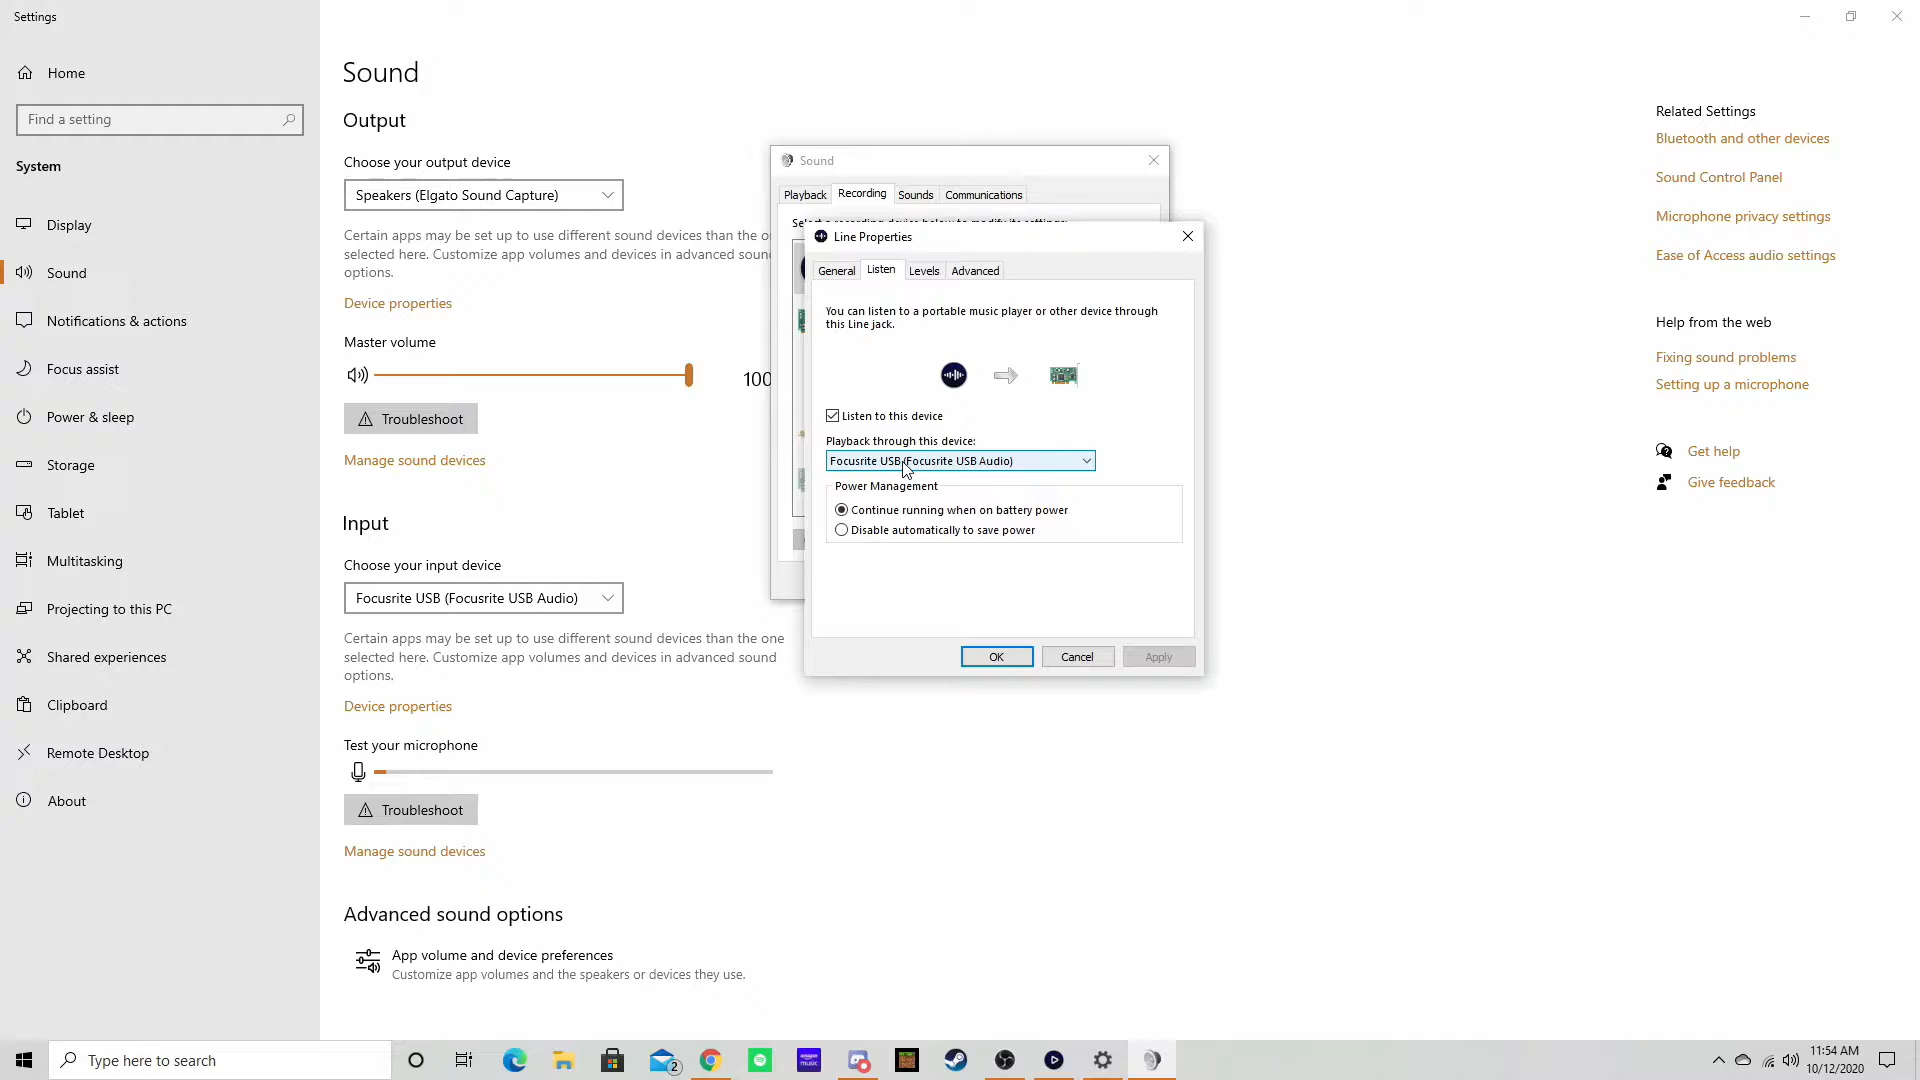 Settings
Home
Find a setting
System
Display
Sound
Notifications & actions
Focus assist
Power & sleep
Storage
Tablet
Multitasking
Projecting to this PC
Shared experiences
Clipboard
Remote Desktop
About
Sound
Output
Choose your output device
Speakers (Elgato Sound Capture)
Certain apps may be set up to use different sound devices than the o
selected here. Customize app volumes and devices in advanced soun
options.
Device properties
Master volume
100
Troubleshoot
Manage sound devices
Input
Choose your input device
Focusrite USB (Focusrite USB Audio)
Certain apps may be set up to use different sound devices than the one
selected here. Customize app volumes and devices in advanced sound
options.
Device properties
Test your microphone
Troubleshoot
Manage sound devices
Advanced sound options
App volume and device preferences
Customize app volumes and the speakers or devices they use.
Sound
Playback Recording Sounds Communications
Select a recording device below to modify its settings:
Line Properties
General Listen Levels Advanced
You can listen to a portable music player or other device through
this Line jack.
Listen to this device
Playback through this device:
Focusrite USB (Focusrite USB Audio)
Power Management
Continue running when on battery power
Disable automatically to save power
OK Cancel Apply
Related Settings
Bluetooth and other devices
Sound Control Panel
Microphone privacy settings
Ease of Access audio settings
Help from the web
Fixing sound problems
Setting up a microphone
Get help
Give feedback
Type here to search
2
amazon
music
11:54 AM
10/12/2020